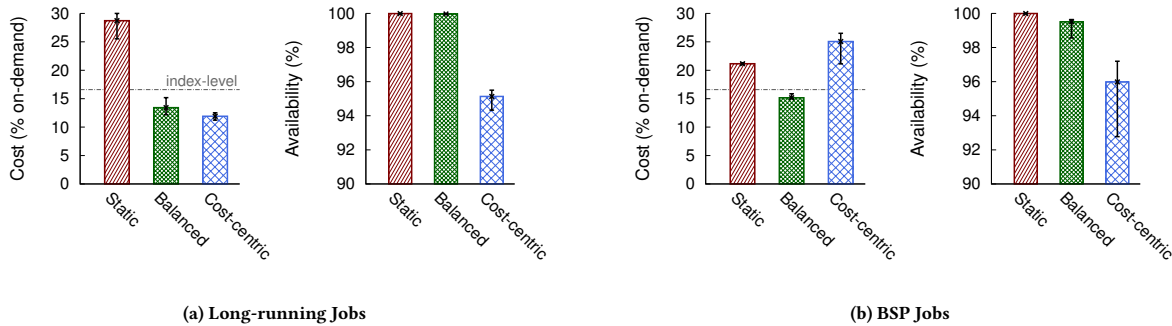 Cost (% on-demand)
30
25
20
15
10
5
0
index-level
Static
Balanced
Cost-centric
Availability (%)
100
98
96
94
92
90
Static
Balanced
Cost-centric
(a) Long-running Jobs
Cost (% on-demand)
30
25
20
15
10
5
0
Static
Balanced
Cost-centric
Availability (%)
100
98
96
94
92
90
Static
Balanced
Cost-centric
(b) BSP Jobs